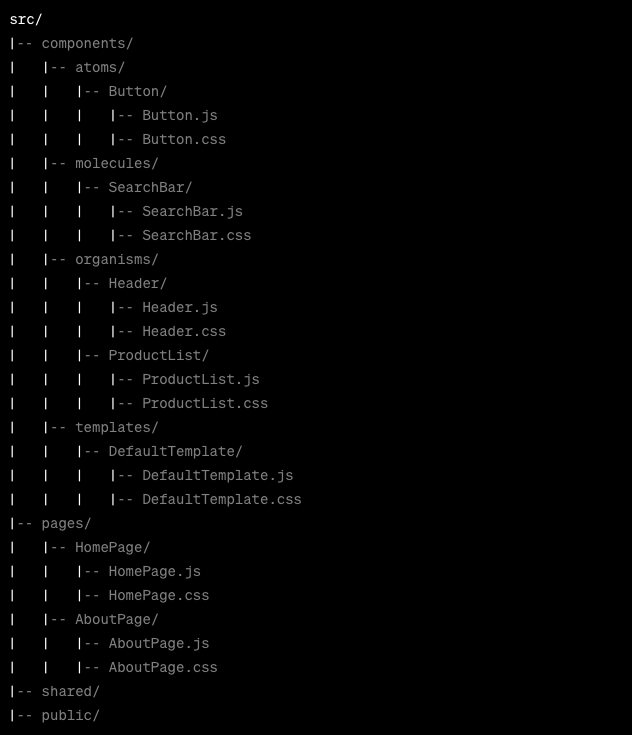 src/
|-- components/
|   |-- atoms/
|   |   |-- Button/
|   |   |   |-- Button.js
|   |   |   |-- Button.css
|   |-- molecules/
|   |   |-- SearchBar/
|   |   |   |-- SearchBar.js
|   |   |   |-- SearchBar.css
|   |-- organisms/
|   |   |-- Header/
|   |   |   |-- Header.js
|   |   |   |-- Header.css
|   |   |-- ProductList/
|   |   |   |-- ProductList.js
|   |   |   |-- ProductList.css
|   |-- templates/
|   |   |-- DefaultTemplate/
|   |   |   |-- DefaultTemplate.js
|   |   |   |-- DefaultTemplate.css
|-- pages/
|   |-- HomePage/
|   |   |-- HomePage.js
|   |   |-- HomePage.css
|   |-- AboutPage/
|   |   |-- AboutPage.js
|   |   |-- AboutPage.css
|-- shared/
|-- public/